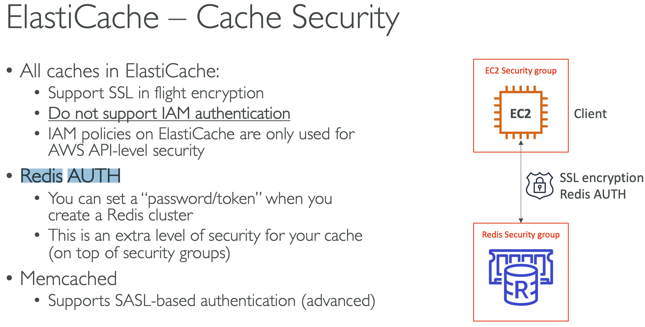 ElastiCache – Cache Security
• All caches in ElastiCache:
• Support SSL in flight encryption
• Do not support IAM authentication
• IAM policies on ElastiCache are only used for
AWS API-level security
• Redis AUTH
• You can set a “password/token” when you
create a Redis cluster
• This is an extra level of security for your cache
(on top of security groups)
• Memcached
• Supports SASL-based authentication (advanced)
EC2 Security group
EC2
Client
SSL encryption
Redis AUTH
Redis Security group
R